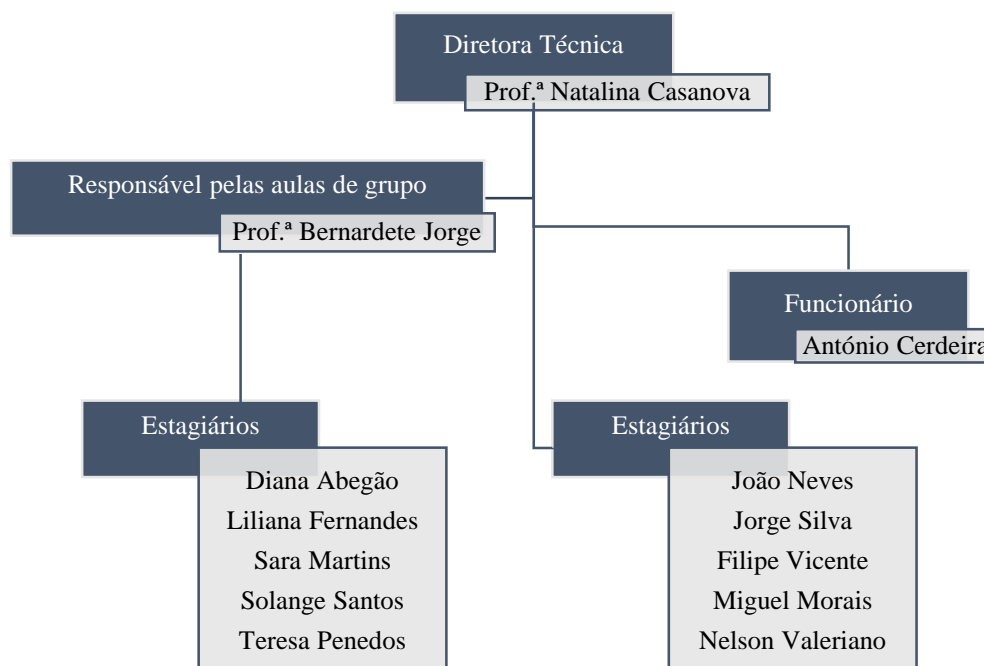 Diretora Técnica
Prof.ª Natalina Casanova
Responsável pelas aulas de grupo
Prof.ª Bernardete Jorge
Funcionário
António Cerdeira
Estagiários
Diana Abegão
Liliana Fernandes
Sara Martins
Solange Santos
Teresa Penedos
Estagiários
João Neves
Jorge Silva
Filipe Vicente
Miguel Morais
Nelson Valeriano